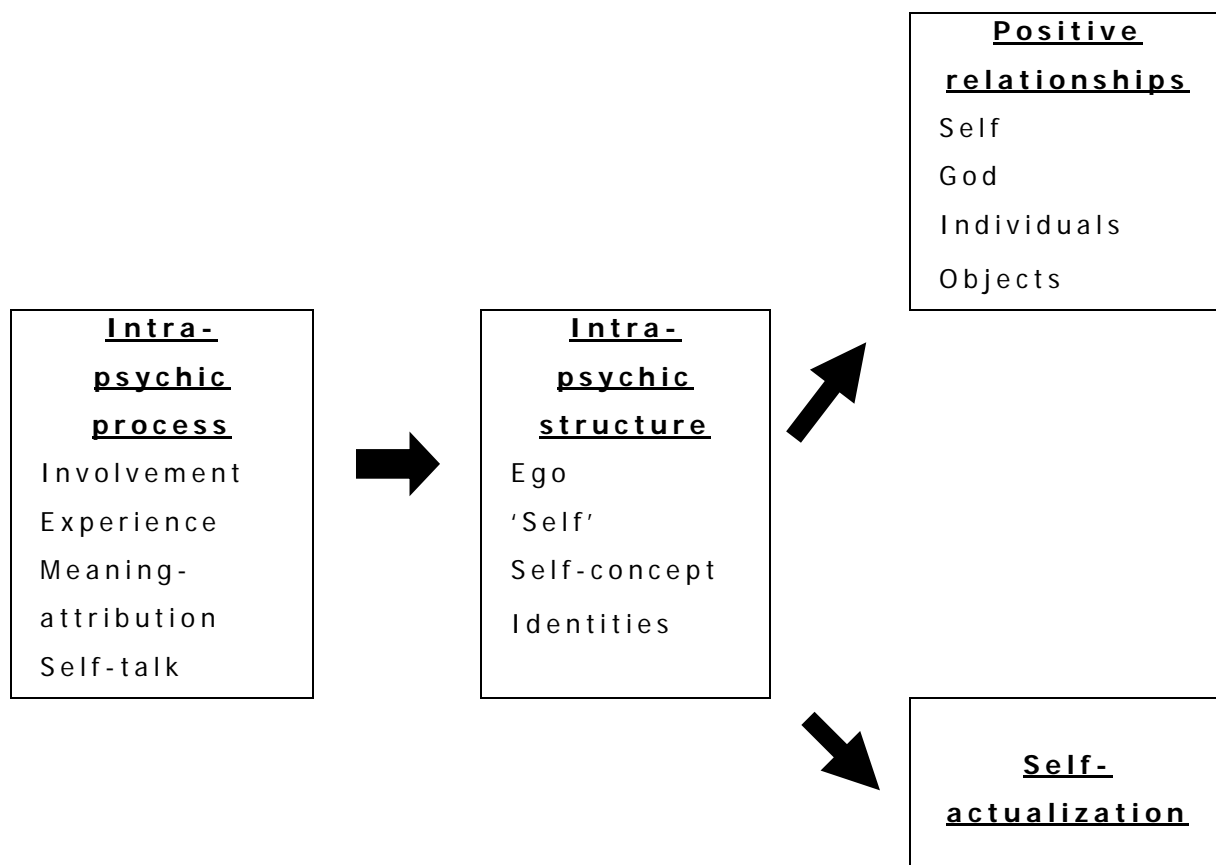 Intra-
psychic
process
Involvement
Experience
Meaning-
attribution
Self-talk
Intra-
psychic
structure
Ego
‘Self’
Self-concept
Identities
Positive
relationships
Self
God
Individuals
Objects
Self-
actualization